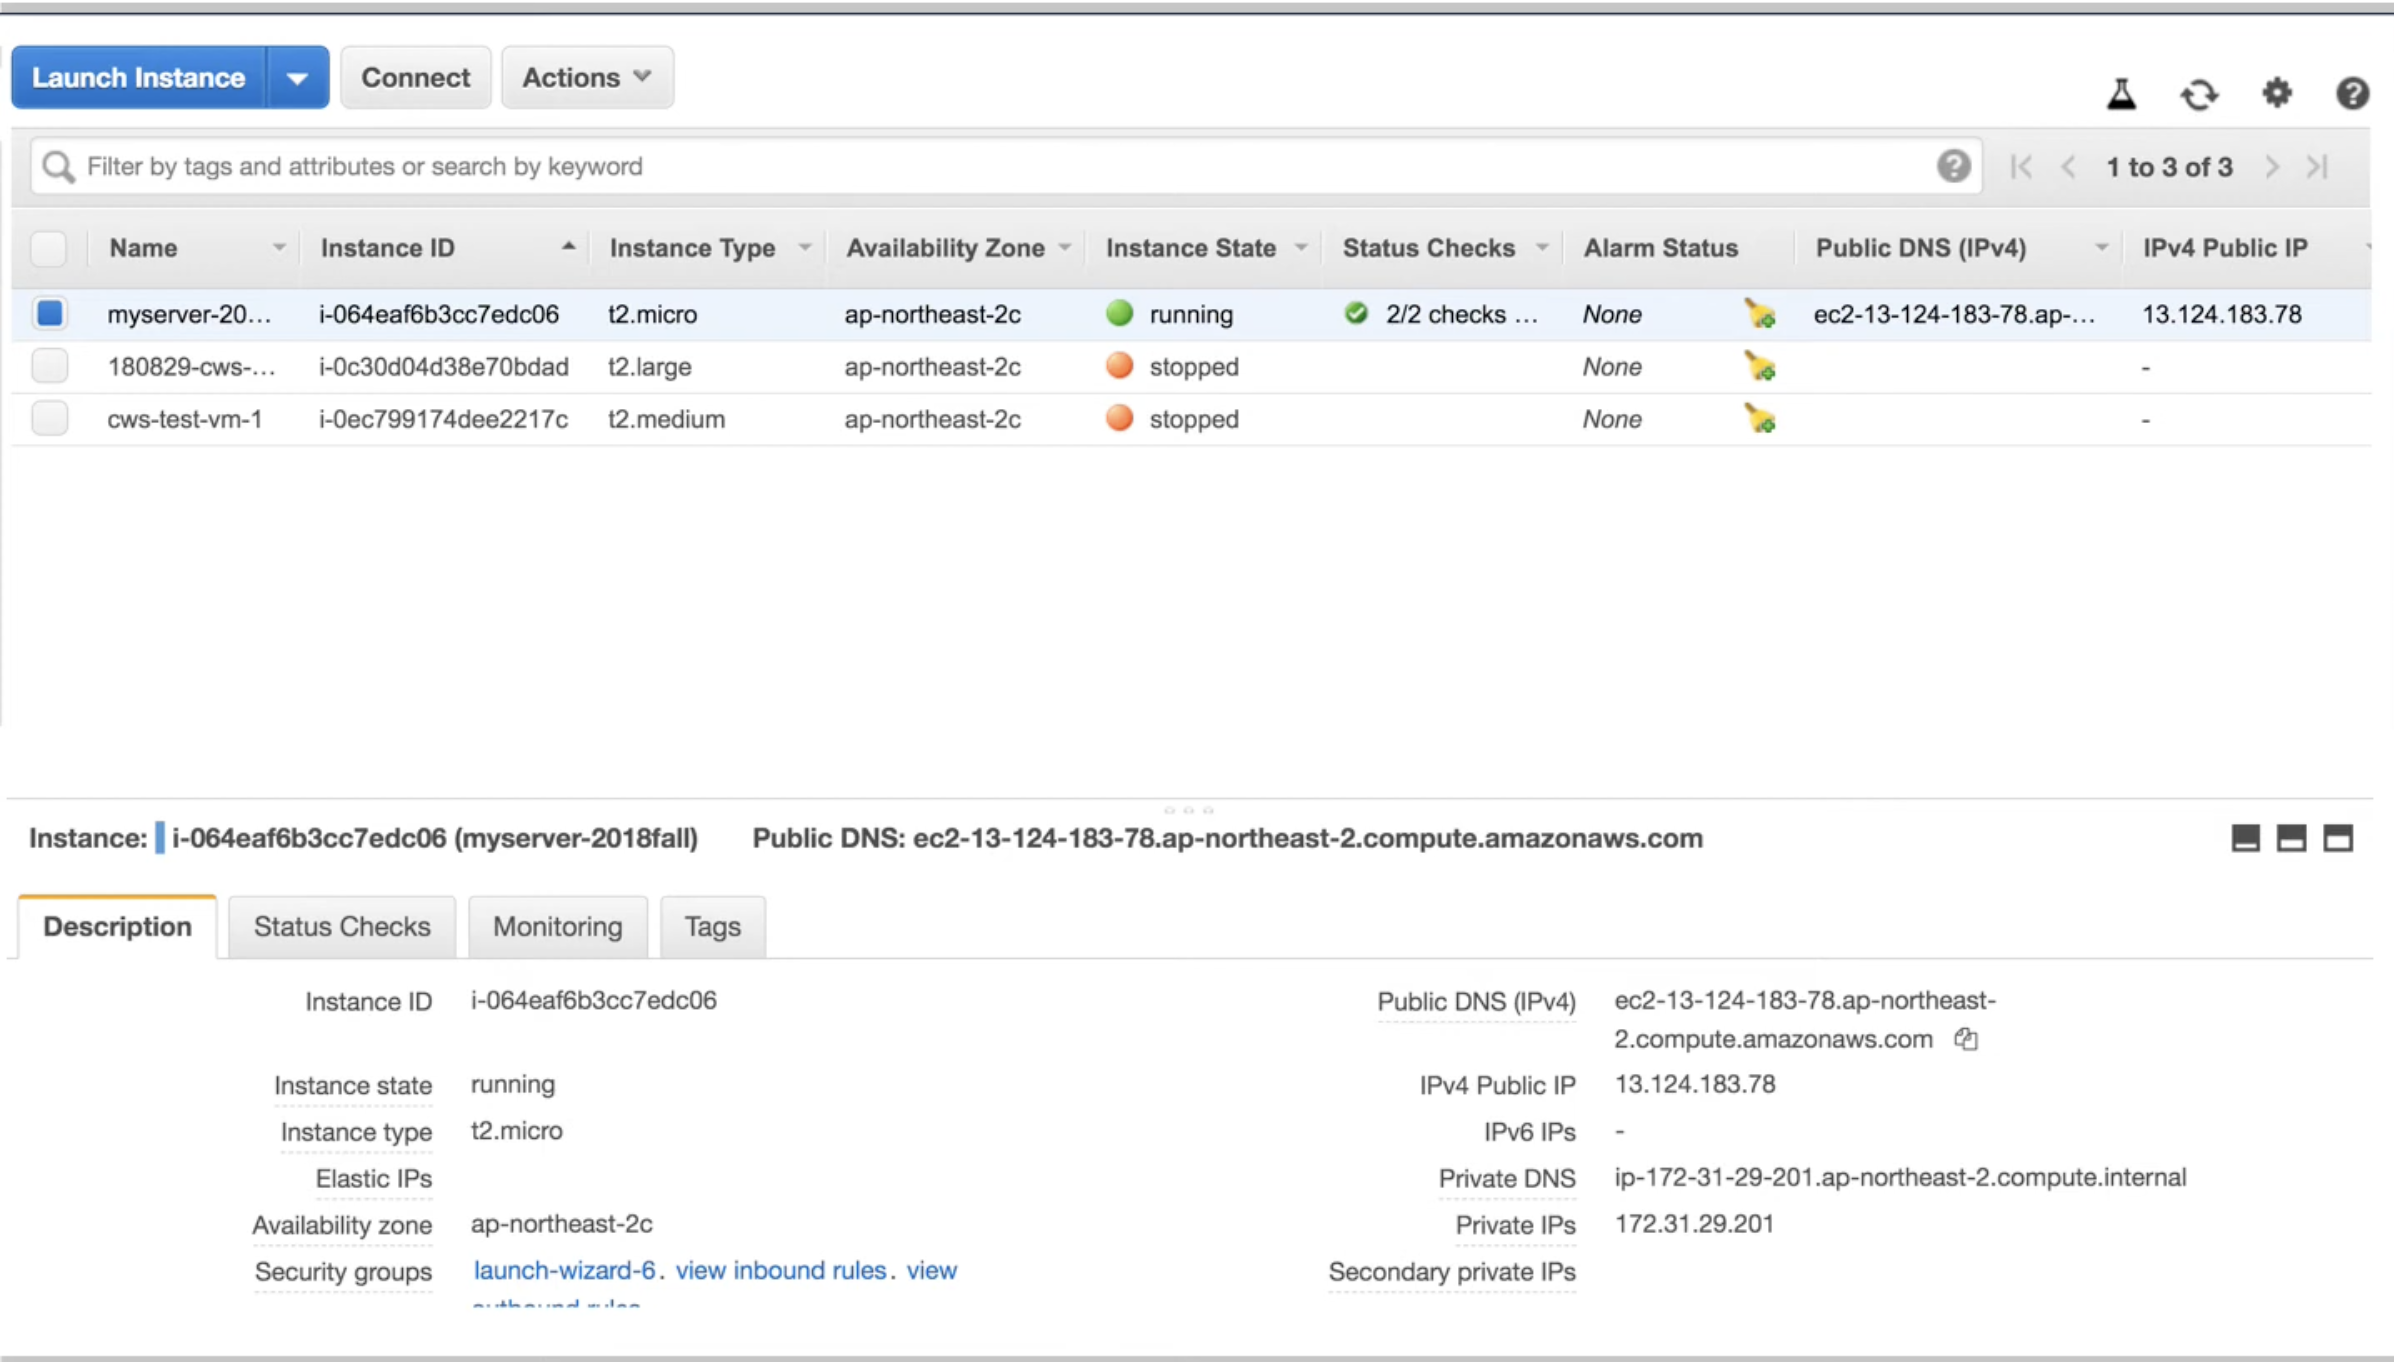 Launch Instance Connect Actions
Filter by tags and attributes or search by keyword 1 to 3 of 3
Name Instance ID Instance Type Availability Zone Instance State Status Checks Alarm Status Public DNS (IPv4) IPv4 Public IP
myserver-20... i-064eaf6b3cc7edc06 t2.micro ap-northeast-2c running 2/2 checks ... None ec2-13-124-183-78.ap-... 13.124.183.78
180829-cws-... i-0c30d04d38e70bdad t2.large ap-northeast-2c stopped None -
cws-test-vm-1 i-0ec799174dee2217c t2.medium ap-northeast-2c stopped None -
Instance: i-064eaf6b3cc7edc06 (myserver-2018fall) Public DNS: ec2-13-124-183-78.ap-northeast-2.compute.amazonaws.com
Description Status Checks Monitoring Tags
Instance ID i-064eaf6b3cc7edc06 Public DNS (IPv4) ec2-13-124-183-78.ap-northeast-
2.compute.amazonaws.com
Instance state running IPv4 Public IP 13.124.183.78
Instance type t2.micro IPv6 IPs -
Elastic IPs Private DNS ip-172-31-29-201.ap-northeast-2.compute.internal
Availability zone ap-northeast-2c Private IPs 172.31.29.201
Security groups launch-wizard-6. view inbound rules. view Secondary private IPs
outbound rules